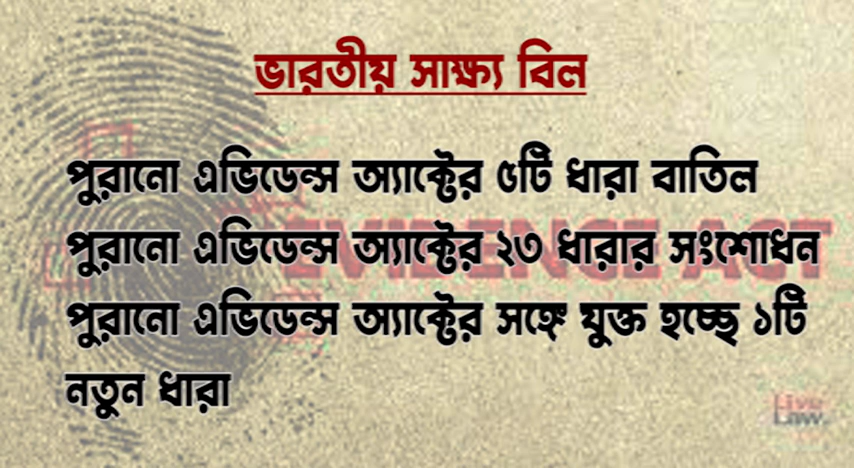 ভারতীয় সাক্ষ্য বিল
পুরানো এভিডেন্স অ্যাক্টের ৫টি ধারা বাতিল
পুরানো এভিডেন্স অ্যাক্টের ২৩ ধারার সংশোধন
EVIDENCE ACT
পুরানো এভিডেন্স অ্যাক্টের সঙ্গে যুক্ত হচ্ছে ১টি
নতুন ধারা
Live
Law